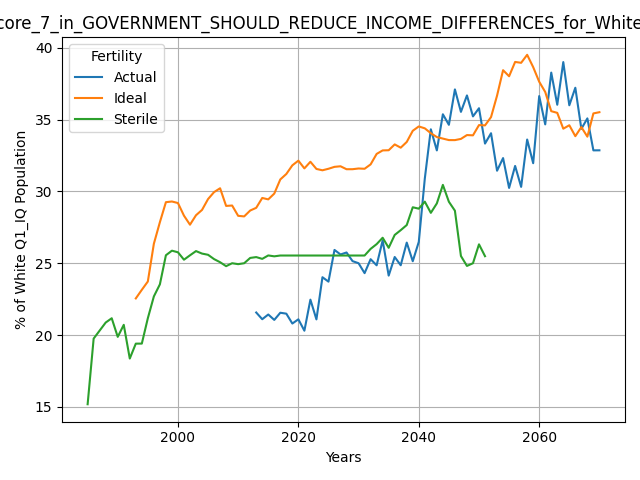 core_7_in_GOVERNMENT_SHOULD_REDUCE_INCOME_DIFFERENCES_for_White
Fertility
Actual
Ideal
Sterile
% of White Q1_IQ Population
40
35
30
25
20
15
2000
2020
2040
2060
Years